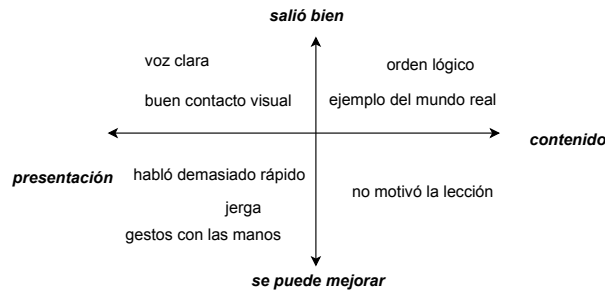 salió bien
voz clara
orden lógico
buen contacto visual
ejemplo del mundo real
contenido
presentación
habló demasiado rápido
no motivó la lección
jerga
gestos con las manos
se puede mejorar